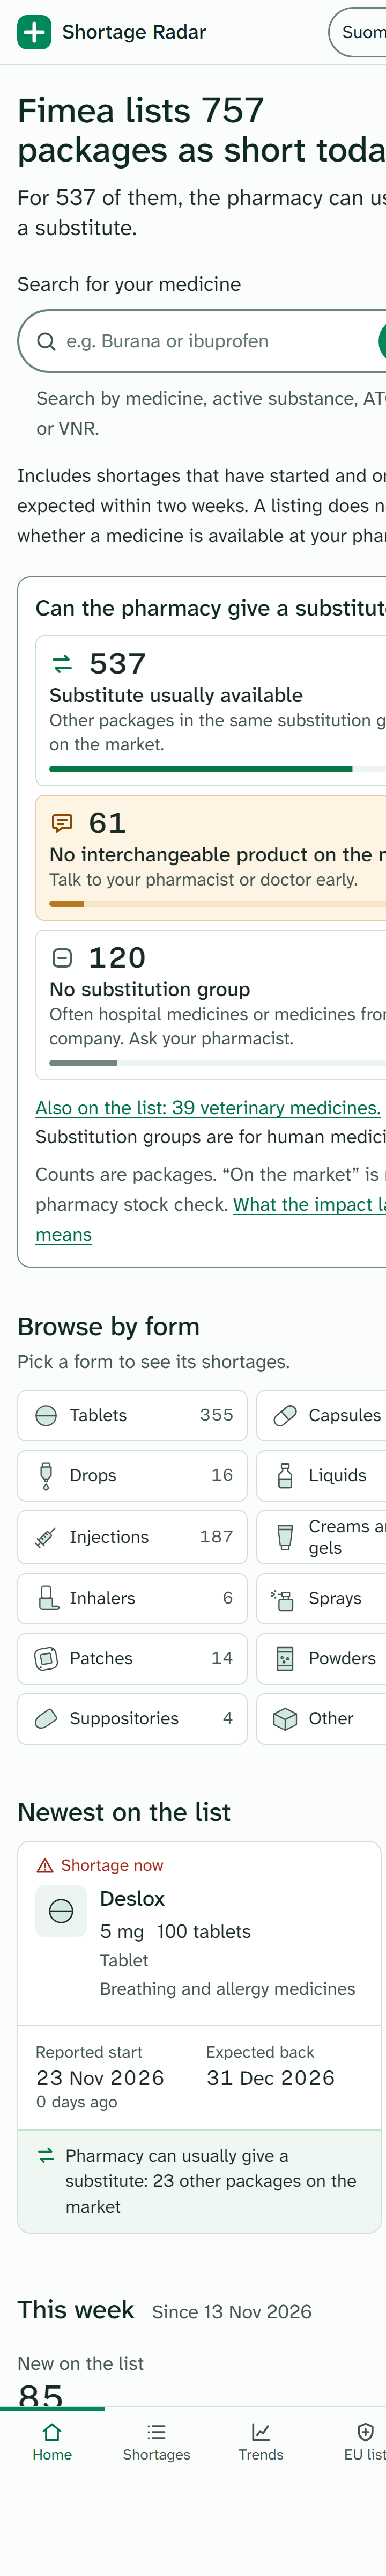 Shortage Radar
Suom
Fimea lists 757
packages as short toda
For 537 of them, the pharmacy can us
a substitute.
Search for your medicine
e.g. Burana or ibuprofen
Search by medicine, active substance, AT
or VNR.
Includes shortages that have started and o
expected within two weeks. A listing does n
whether a medicine is available at your phar
Can the pharmacy give a substitut
537
Substitute usually available
Other packages in the same substitution g
on the market.
61
No interchangeable product on the
Talk to your pharmacist or doctor early.
120
No substitution group
Often hospital medicines or medicines fro
company. Ask your pharmacist.
Also on the list: 39 veterinary medicines.
Substitution groups are for human medici
Counts are packages. “On the market” is
pharmacy stock check. What the impact la
means
Browse by form
Pick a form to see its shortages.
Tablets 355
Capsules
Drops 16
Liquids
Injections 187
Creams a
gels
Inhalers 6
Sprays
Patches 14
Powders
Suppositories 4
Other
Newest on the list
Shortage now
Deslox
5 mg 100 tablets
Tablet
Breathing and allergy medicines
Reported start
23 Nov 2026
0 days ago
Expected back
31 Dec 2026
Pharmacy can usually give a
substitute: 23 other packages on the
market
This week Since 13 Nov 2026
New on the list
85
Home
Shortages
Trends
EU list